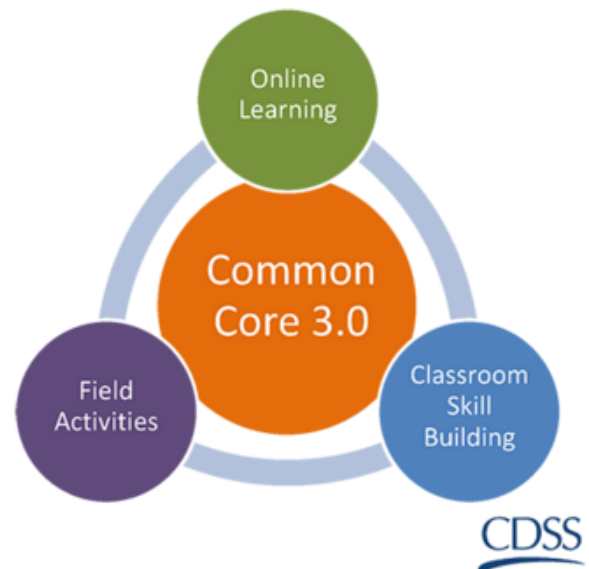 Online
Learning
Common
Core 3.0
Field
Activities
Classroom
Skill
Building
CDSS